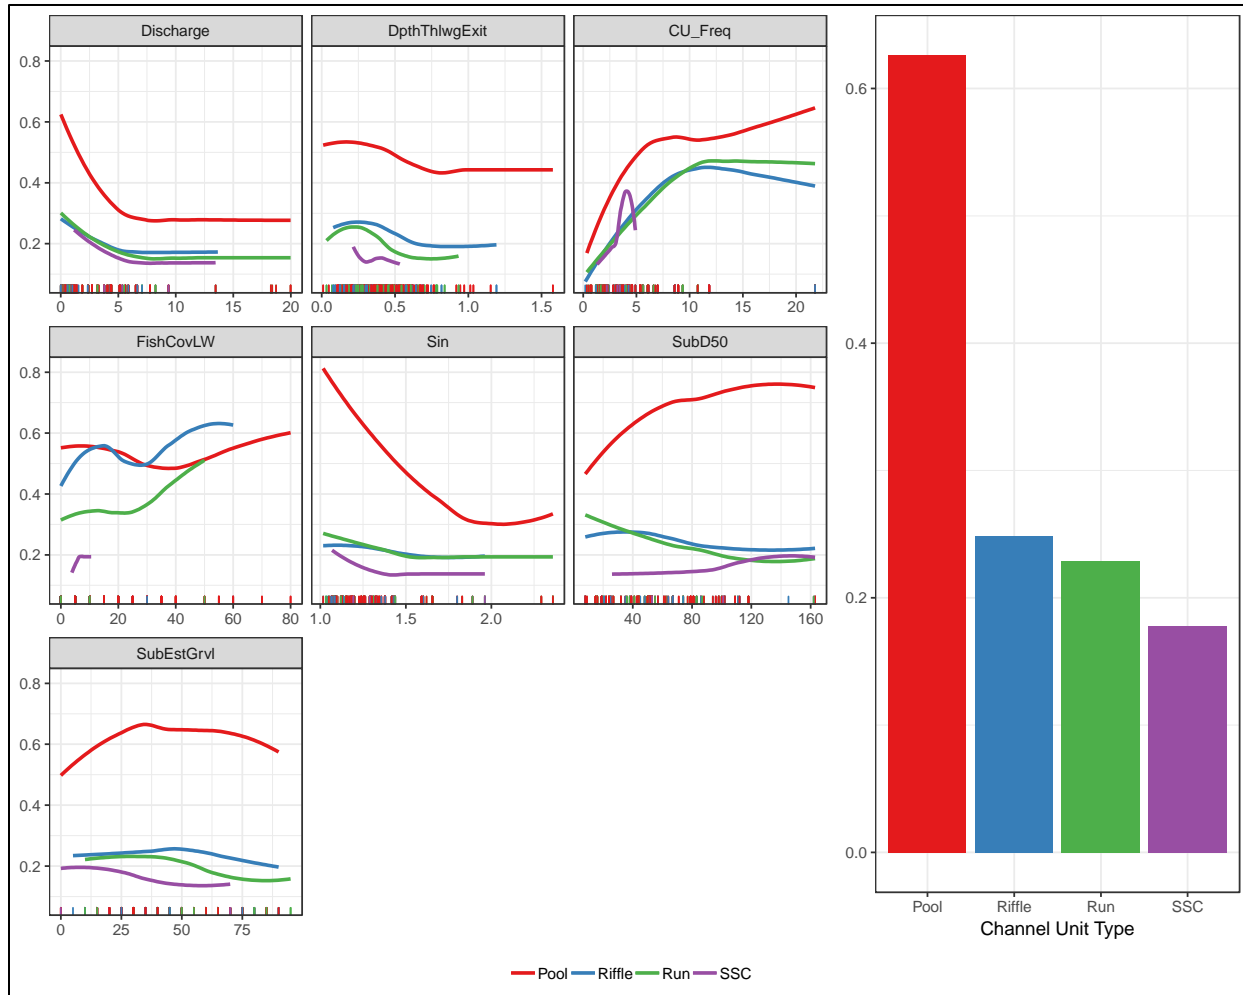 Discharge
DpthThlwgExit
CU_Freq
0.8
0.6
0.4
0.2
0 5 10 15 20
0.0 0.5 1.0 1.5
0 5 10 15 20
FishCovLW
Sin
SubD50
0.8
0.6
0.4
0.2
0 20 40 60 80
1.0 1.5 2.0
40 80 120 160
SubEstGrvl
0.8
0.6
0.4
0.2
0 25 50 75
0.6
0.4
0.2
0.0
Pool Riffle Run SSC
Channel Unit Type
Pool Riffle Run SSC